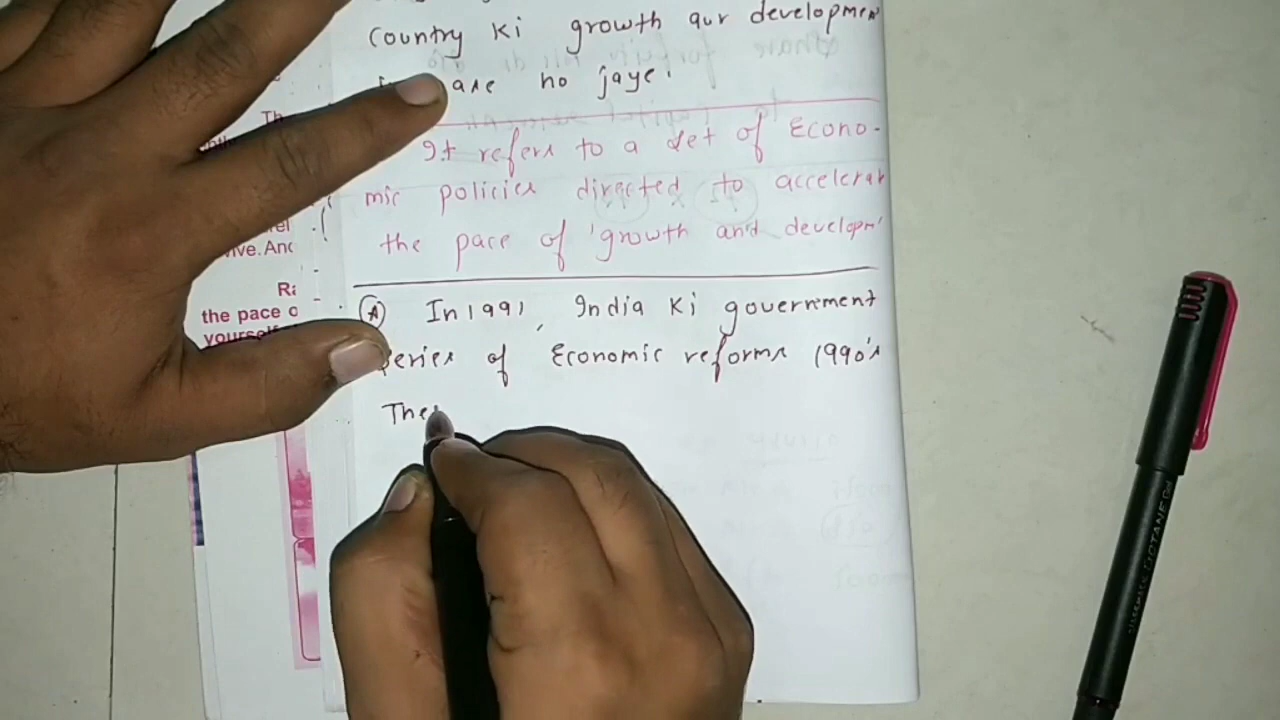 Country Ki growth aur developmen
are ho jaye.
It refers to a set of Econo-
mic policies directed to accelerat
the pace of growth and developm
(A) In 1991, India Ki government
Series of Economic reforms 1990's
The
ive. And
Ra
the pace o
yourself